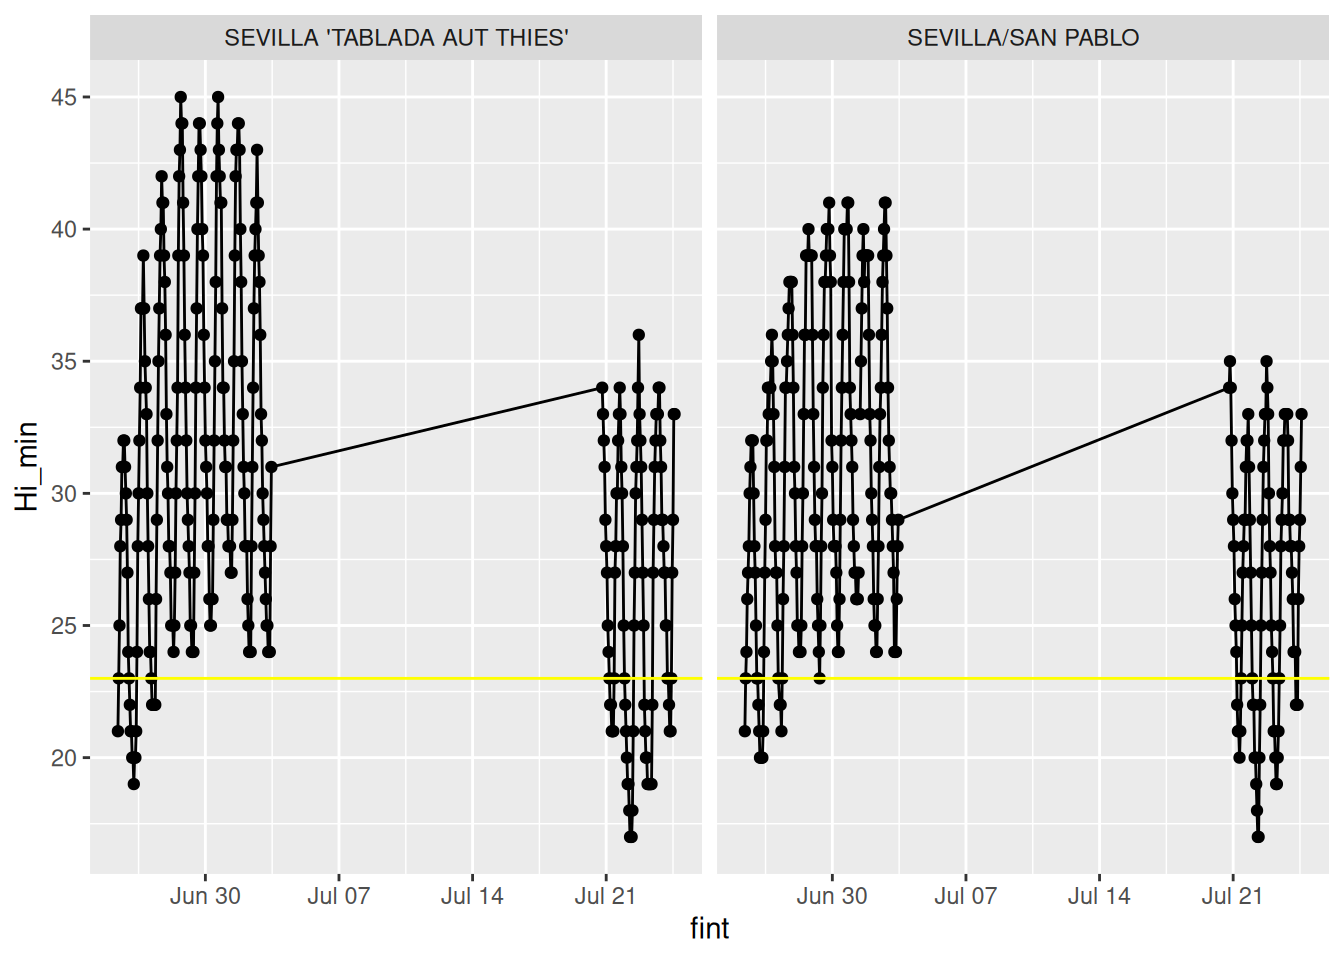 SEVILLA 'TABLADA AUT THIES'
SEVILLA/SAN PABLO
45
40
35
30
25
20
Hi_min
Jun 30
Jul 07
Jul 14
Jul 21
Jun 30
Jul 07
Jul 14
Jul 21
fint